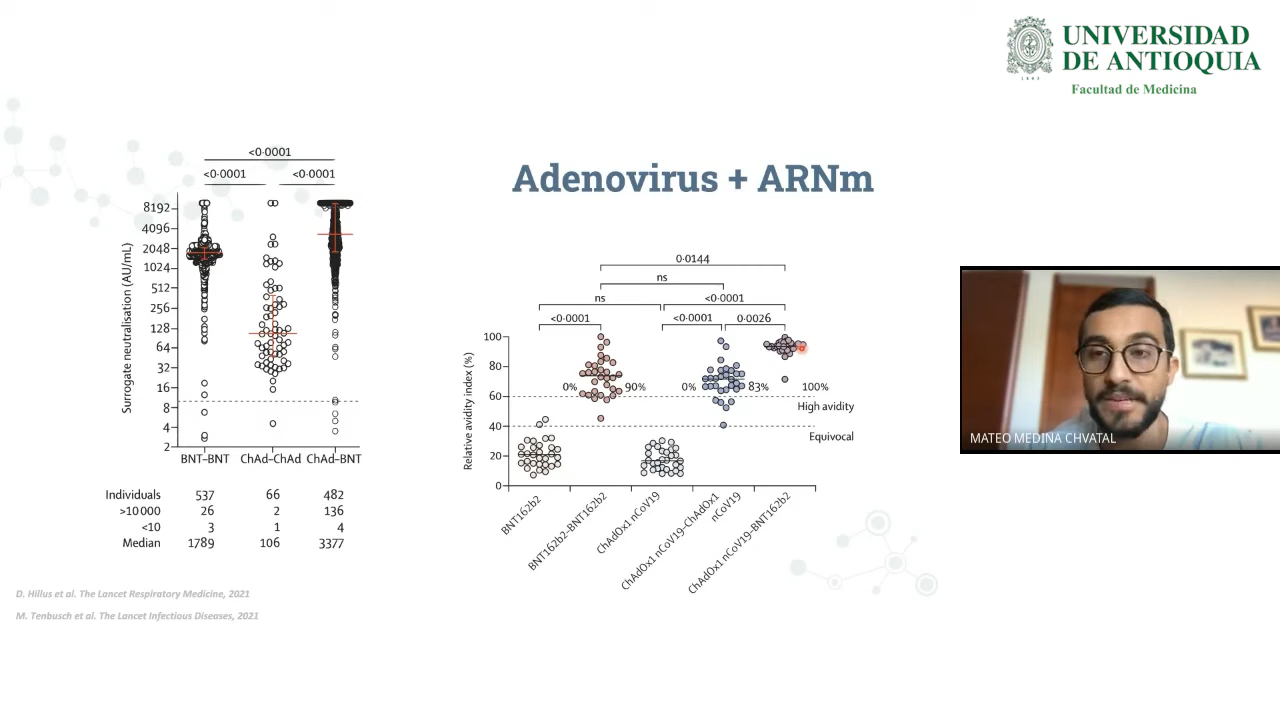 UNIVERSIDAD
DE ANTIOQUIA
1803
Facultad de Medicina
Adenovirus + ARNm
<0·0001
<0·0001 <0·0001
Surrogate neutralisation (AU/mL)
8192
4096
2048
1024
512
256
128
64
32
16
8
4
2
BNT–BNT ChAd–ChAd ChAd–BNT
Individuals 537 66 482
>10 000 26 2 136
<10 3 1 4
Median 1789 106 3377
0·0144
ns
ns <0·0001
<0·0001 <0·0001 0·0026
Relative avidity index (%)
100
80
60
40
20
0
0% 90% 0% 83% 100%
High avidity
Equivocal
BNT162b2
BNT162b2–BNT162b2
ChAdOx1 nCoV19
ChAdOx1 nCoV19–ChAdOx1
nCoV19
ChAdOx1 nCoV19–BNT162b2
MATEO MEDINA CHVATAL
D. Hillus et al. The Lancet Respiratory Medicine, 2021
M. Tenbusch et al. The Lancet Infectious Diseases, 2021